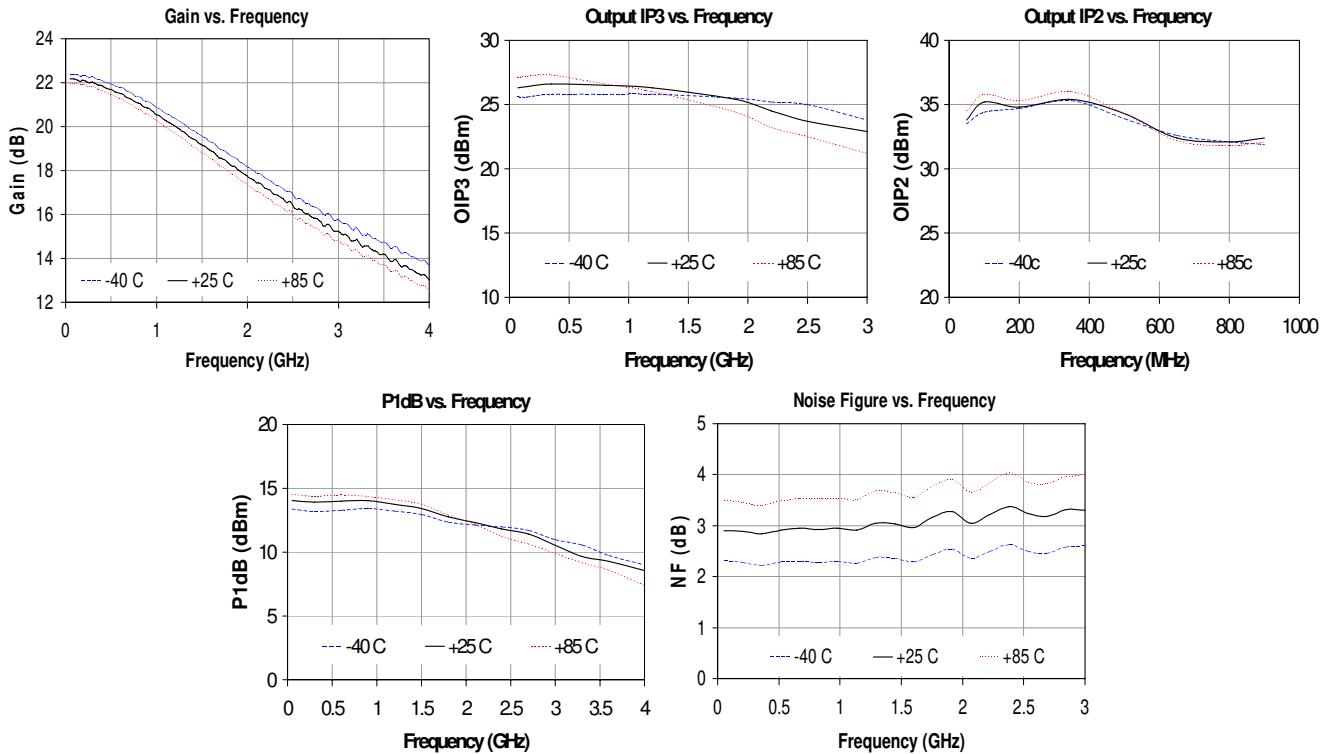 Gain vs. Frequency
24
22
20
18
16
14
12
Gain (dB)
-40 C +25 C +85 C
0 1 2 3 4
Frequency (GHz)
Output IP3 vs. Frequency
30
25
20
15
10
OIP3 (dBm)
-40 C +25 C +85 C
0 0.5 1 1.5 2 2.5 3
Frequency (GHz)
Output IP2 vs. Frequency
40
35
30
25
20
OIP2 (dBm)
-40c +25c +85c
0 200 400 600 800 1000
Frequency (MHz)
P1dB vs. Frequency
20
15
10
5
0
P1dB (dBm)
-40 C +25 C +85 C
0 0.5 1 1.5 2 2.5 3 3.5 4
Frequency (GHz)
Noise Figure vs. Frequency
5
4
3
2
1
0
NF (dB)
-40 C +25 C +85 C
0 0.5 1 1.5 2 2.5 3
Frequency (GHz)